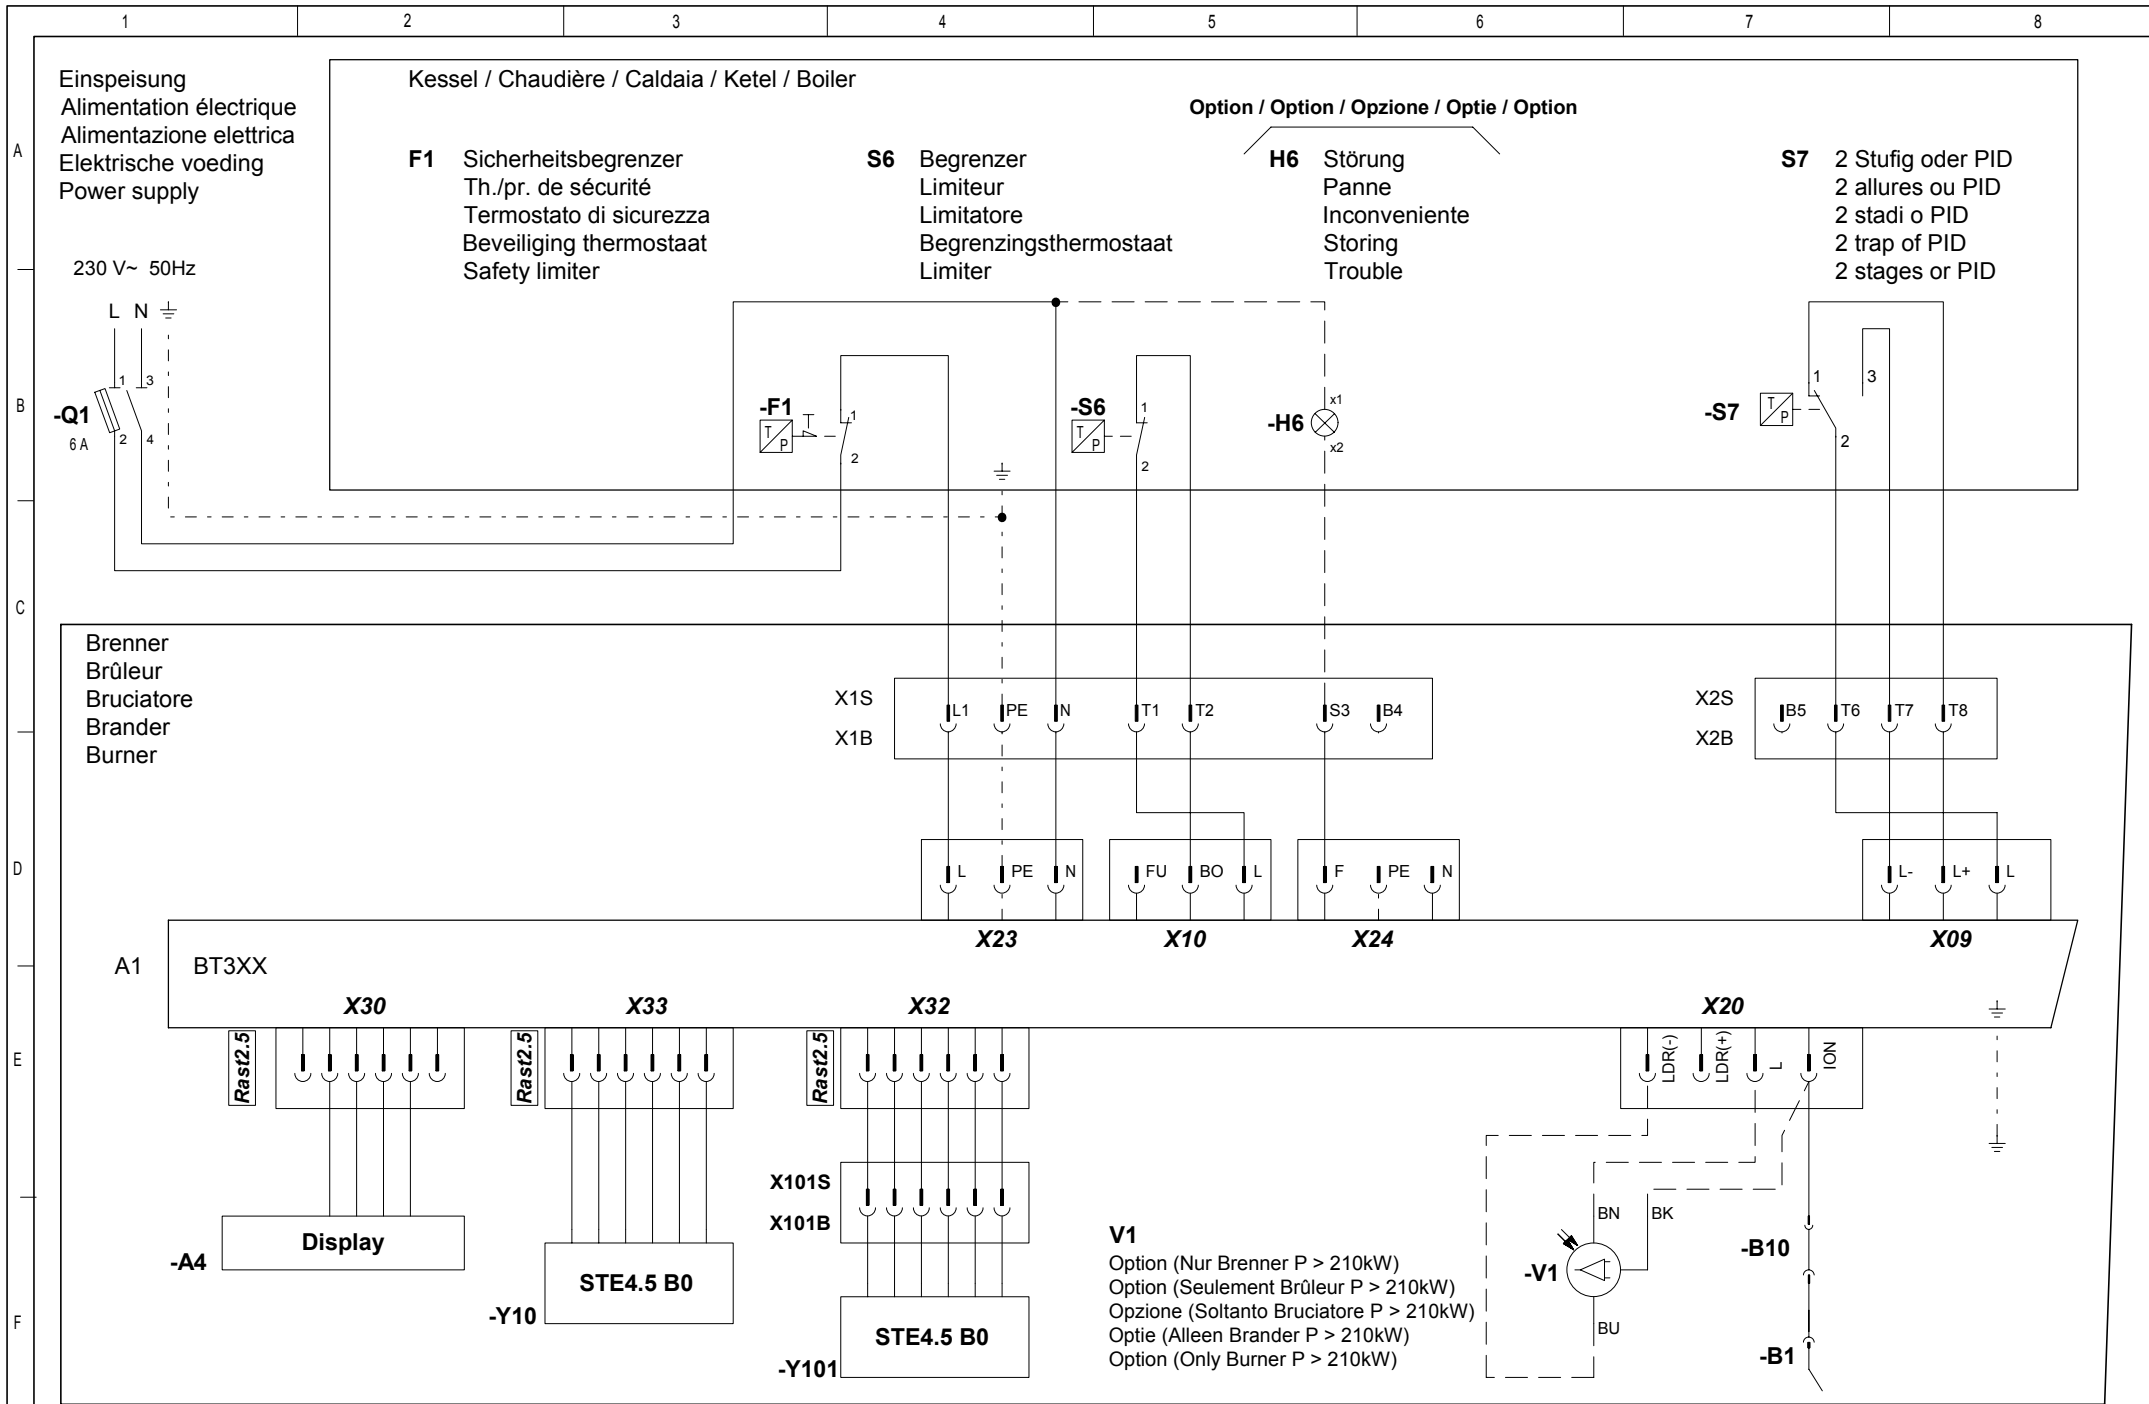 1 2 3 4 5 6 7 8
A
B
C
D
E
F
Einspeisung
Alimentation électrique
Alimentazione elettrica
Elektrische voeding
Power supply
230 V~ 50Hz
L N
1 3
-Q1
6 A
2 4
Kessel / Chaudière / Caldaia / Ketel / Boiler
Option / Option / Opzione / Optie / Option
F1 Sicherheitsbegrenzer
Th./pr. de sécurité
Termostato di sicurezza
Beveiliging thermostaat
Safety limiter
S6 Begrenzer
Limiteur
Limitatore
Begrenzingsthermostaat
Limiter
H6 Störung
Panne
Inconveniente
Storing
Trouble
S7 2 Stufig oder PID
2 allures ou PID
2 stadi o PID
2 trap of PID
2 stages or PID
-F1
T
P
1
2
-S6
T
P
1
2
-H6
x1
x2
-S7
T
P
1 3
2
Brenner
Brûleur
Bruciatore
Brander
Burner
X1S
X1B
L1 PE N T1 T2 S3 B4
X2S
X2B
B5 T6 T7 T8
L PE N
FU BO L
F PE N
L- L+ L
X23 X10 X24 X09
A1 BT3XX
X30 X33 X32 X20
Rast2.5
Rast2.5
Rast2.5
LDR(-)
LDR(+)
L
ION
X101S
X101B
-A4
Display
-Y10
STE4.5 B0
-Y101
STE4.5 B0
V1
Option (Nur Brenner P > 210kW)
Option (Seulement Brûleur P > 210kW)
Opzione (Soltanto Bruciatore P > 210kW)
Optie (Alleen Brander P > 210kW)
Option (Only Burner P > 210kW)
BN BK
-V1
BU
-B10
-B1